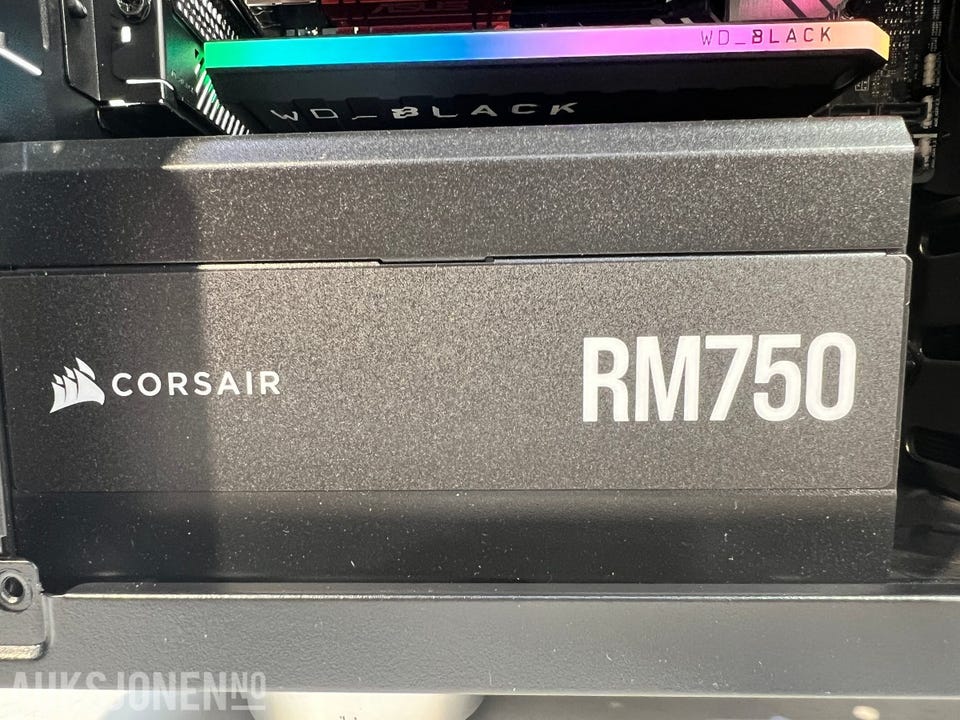 WD_BLACK
WD_BLACK
CORSAIR
RM750
AUKSJONEN.NO